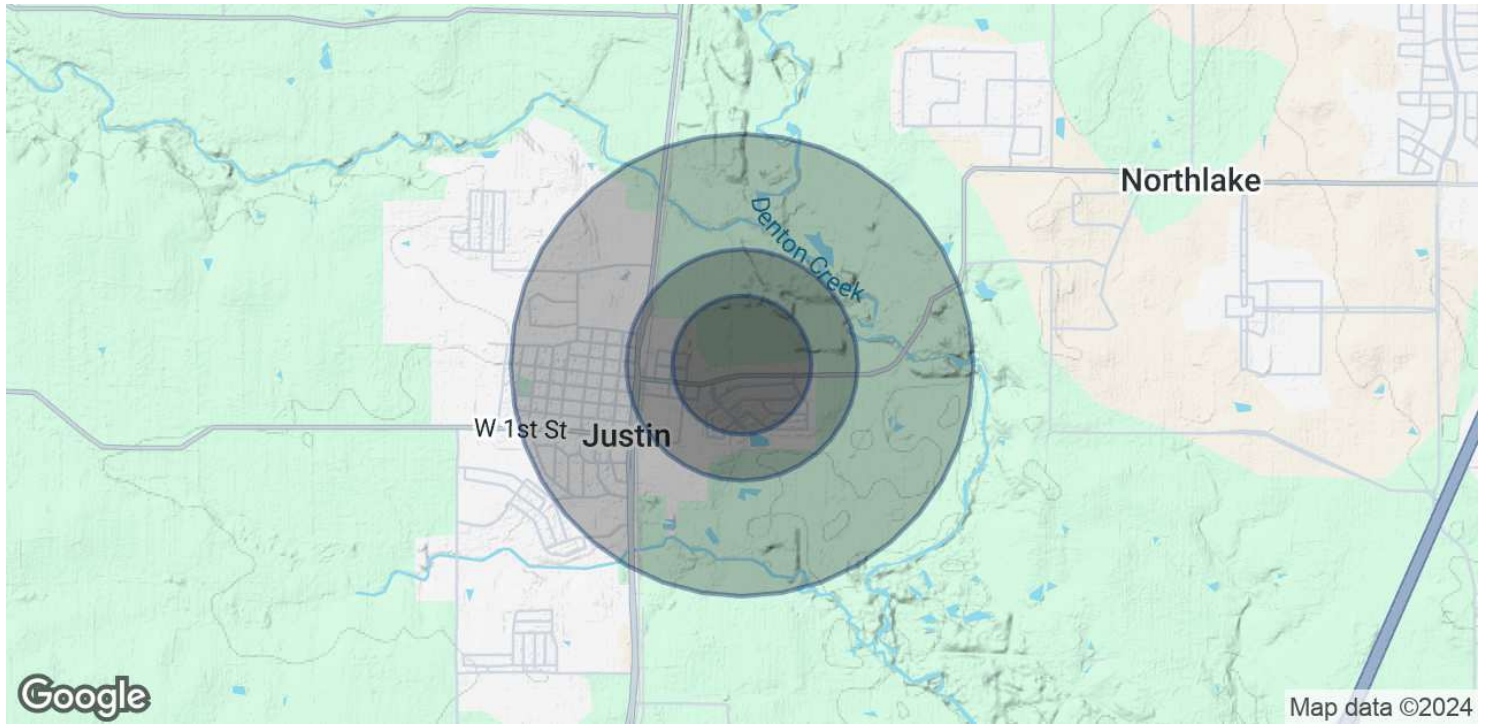 Northlake
Denton Creek
W 1st St
Justin
Google
Map data ©2024